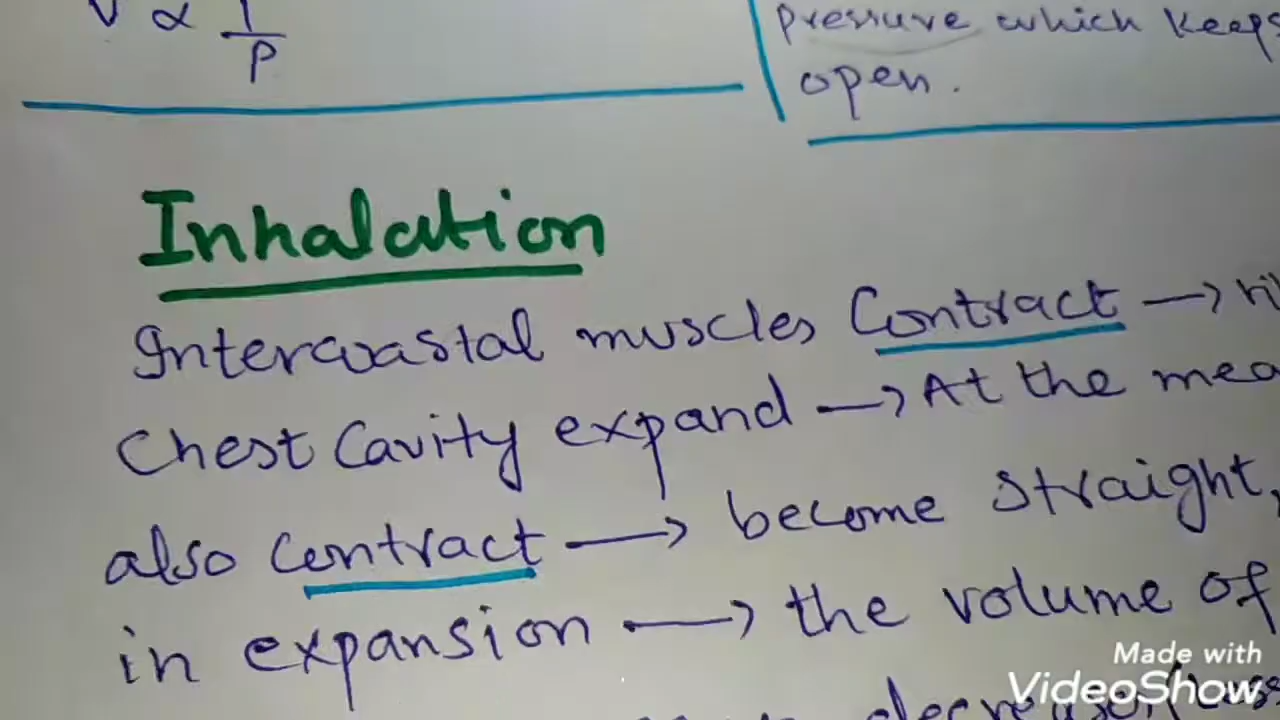 V ∝ 1/P
pressure which keeps
open.
Inhalation
Intercoastal muscles Contract →
Chest Cavity expand → At the
also Contract → become straight,
in expansion → the volume of
Made with
VideoShow